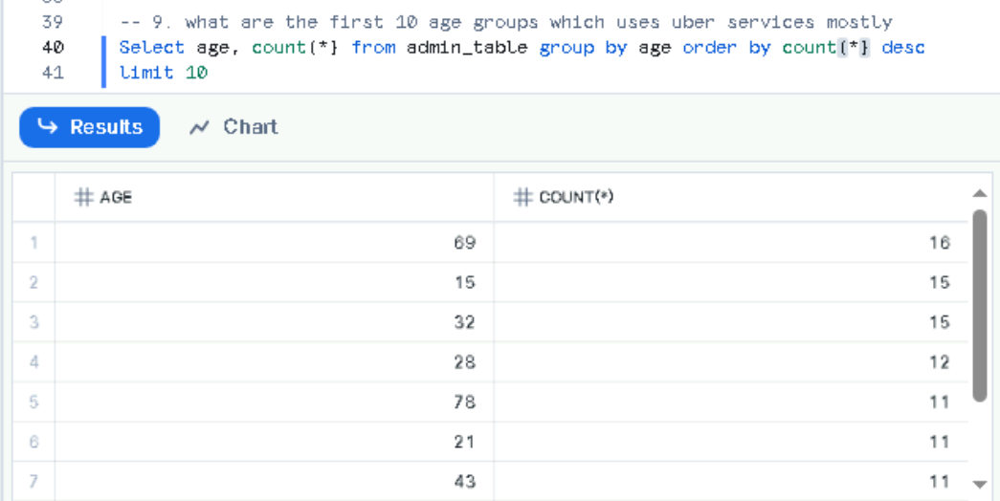 39 -- 9. what are the first 10 age groups which uses uber services mostly
40 Select age, count(*) from admin_table group by age order by count(*) desc
41 limit 10
Results Chart
# AGE # COUNT(*)
1 69 16
2 15 15
3 32 15
4 28 12
5 78 11
6 21 11
7 43 11